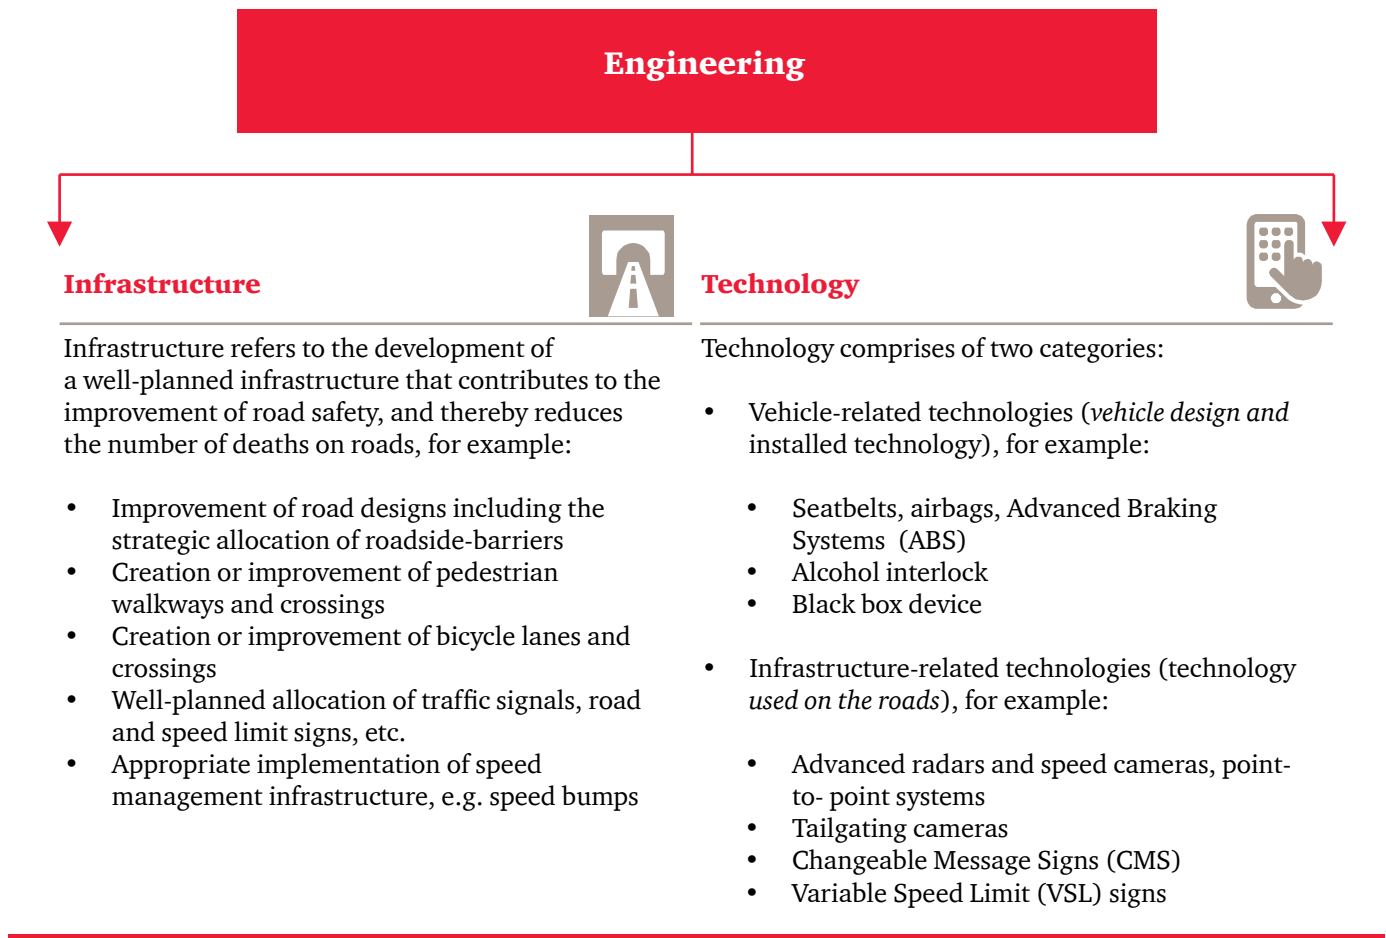 Engineering
Infrastructure
Infrastructure refers to the development of
a well-planned infrastructure that contributes to the
improvement of road safety, and thereby reduces
the number of deaths on roads, for example:
• Improvement of road designs including the
strategic allocation of roadside-barriers
• Creation or improvement of pedestrian
walkways and crossings
• Creation or improvement of bicycle lanes and
crossings
• Well-planned allocation of traffic signals, road
and speed limit signs, etc.
• Appropriate implementation of speed
management infrastructure, e.g. speed bumps
Technology
Technology comprises of two categories:
• Vehicle-related technologies (vehicle design and
installed technology), for example:
• Seatbelts, airbags, Advanced Braking
Systems  (ABS)
• Alcohol interlock
• Black box device
• Infrastructure-related technologies (technology
used on the roads), for example:
• Advanced radars and speed cameras, point-
to- point systems
• Tailgating cameras
• Changeable Message Signs (CMS)
• Variable Speed Limit (VSL) signs